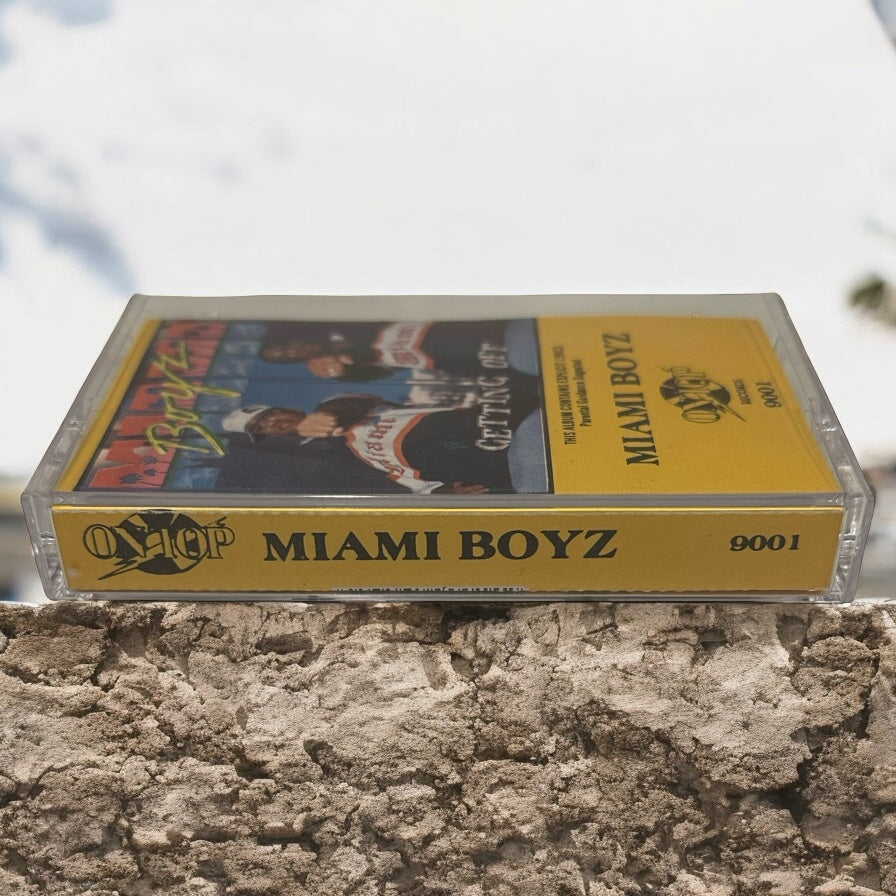 MIAMI
Boyz
GETTING OFF
THIS ALBUM CONTAINS EXPLICIT LYRICS
Parental Guidance Suggested
MIAMI BOYZ
ON TOP
RECORDS
9001
ON TOP
MIAMI BOYZ
9001